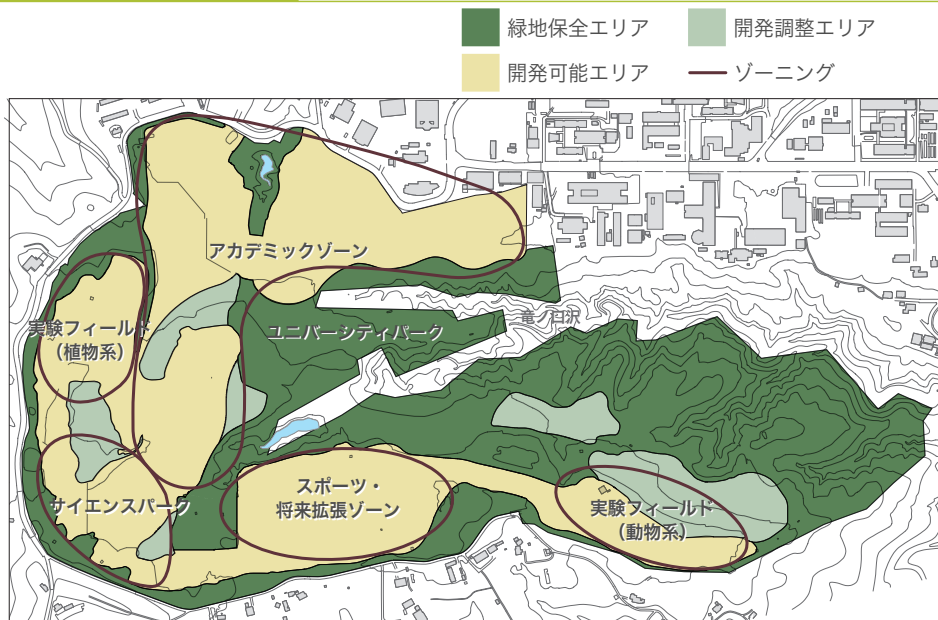 緑地保全エリア
開発調整エリア
開発可能エリア
ゾーニング
アカデミックゾーン
実験フィールド
（植物系）
ユニバーシティパーク
竜ノ口沢
サイエンスパーク
スポーツ・
将来拡張ゾーン
実験フィールド
（動物系）